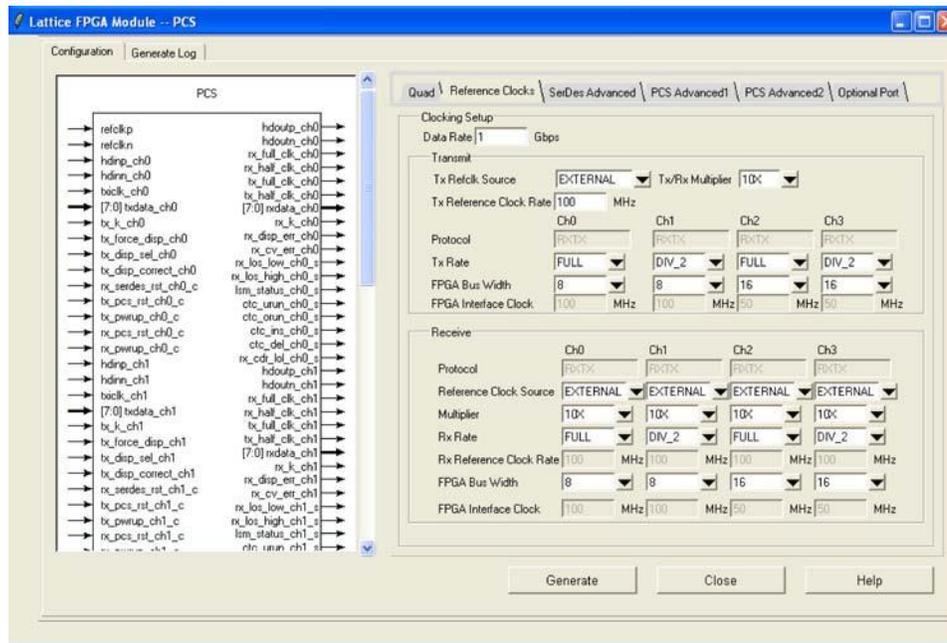 Lattice FPGA Module -- PCS
Configuration Generate Log
PCS
refclkp
refclkn
hdinp_ch0
hdinn_ch0
txiclk_ch0
[7:0] txdata_ch0
tx_k_ch0
tx_force_disp_ch0
tx_disp_sel_ch0
tx_disp_correct_ch0
rx_serdes_rst_ch0_c
tx_pcs_rst_ch0_c
tx_pwrup_ch0_c
rx_pcs_rst_ch0_c
rx_pwrup_ch0_c
hdinp_ch1
hdinn_ch1
txiclk_ch1
[7:0] txdata_ch1
tx_k_ch1
tx_force_disp_ch1
tx_disp_sel_ch1
tx_disp_correct_ch1
rx_serdes_rst_ch1_c
tx_pcs_rst_ch1_c
tx_pwrup_ch1_c
rx_pcs_rst_ch1_c
hdoutp_ch0
hdoutn_ch0
rx_full_clk_ch0
rx_half_clk_ch0
tx_full_clk_ch0
tx_half_clk_ch0
[7:0] rxdata_ch0
rx_k_ch0
rx_disp_err_ch0
rx_cv_err_ch0
rx_los_low_ch0_s
rx_los_high_ch0_s
lsm_status_ch0_s
ctc_urun_ch0_s
ctc_orun_ch0_s
ctc_ins_ch0_s
ctc_del_ch0_s
rx_cdr_lol_ch0_s
hdoutp_ch1
hdoutn_ch1
rx_full_clk_ch1
rx_half_clk_ch1
tx_full_clk_ch1
tx_half_clk_ch1
[7:0] rxdata_ch1
rx_k_ch1
rx_disp_err_ch1
rx_cv_err_ch1
rx_los_low_ch1_s
rx_los_high_ch1_s
lsm_status_ch1_s
ctc_urun_ch1_s
Quad Reference Clocks SerDes Advanced PCS Advanced1 PCS Advanced2 Optional Port
Clocking Setup
Data Rate 1 Gbps
Transmit
Tx Refclk Source EXTERNAL Tx/Rx Multiplier 10X
Tx Reference Clock Rate 100 MHz
Ch0 Ch1 Ch2 Ch3
Protocol RXTX RXTX RXTX RXTX
Tx Rate FULL DIV_2 FULL DIV_2
FPGA Bus Width 8 8 16 16
FPGA Interface Clock 100 MHz 100 MHz 50 MHz 50 MHz
Receive
Ch0 Ch1 Ch2 Ch3
Protocol RXTX RXTX RXTX RXTX
Reference Clock Source EXTERNAL EXTERNAL EXTERNAL EXTERNAL
Multiplier 10X 10X 10X 10X
Rx Rate FULL DIV_2 FULL DIV_2
Rx Reference Clock Rate 100 MHz 100 MHz 100 MHz 100 MHz
FPGA Bus Width 8 8 16 16
FPGA Interface Clock 100 MHz 100 MHz 50 MHz 50 MHz
Generate Close Help